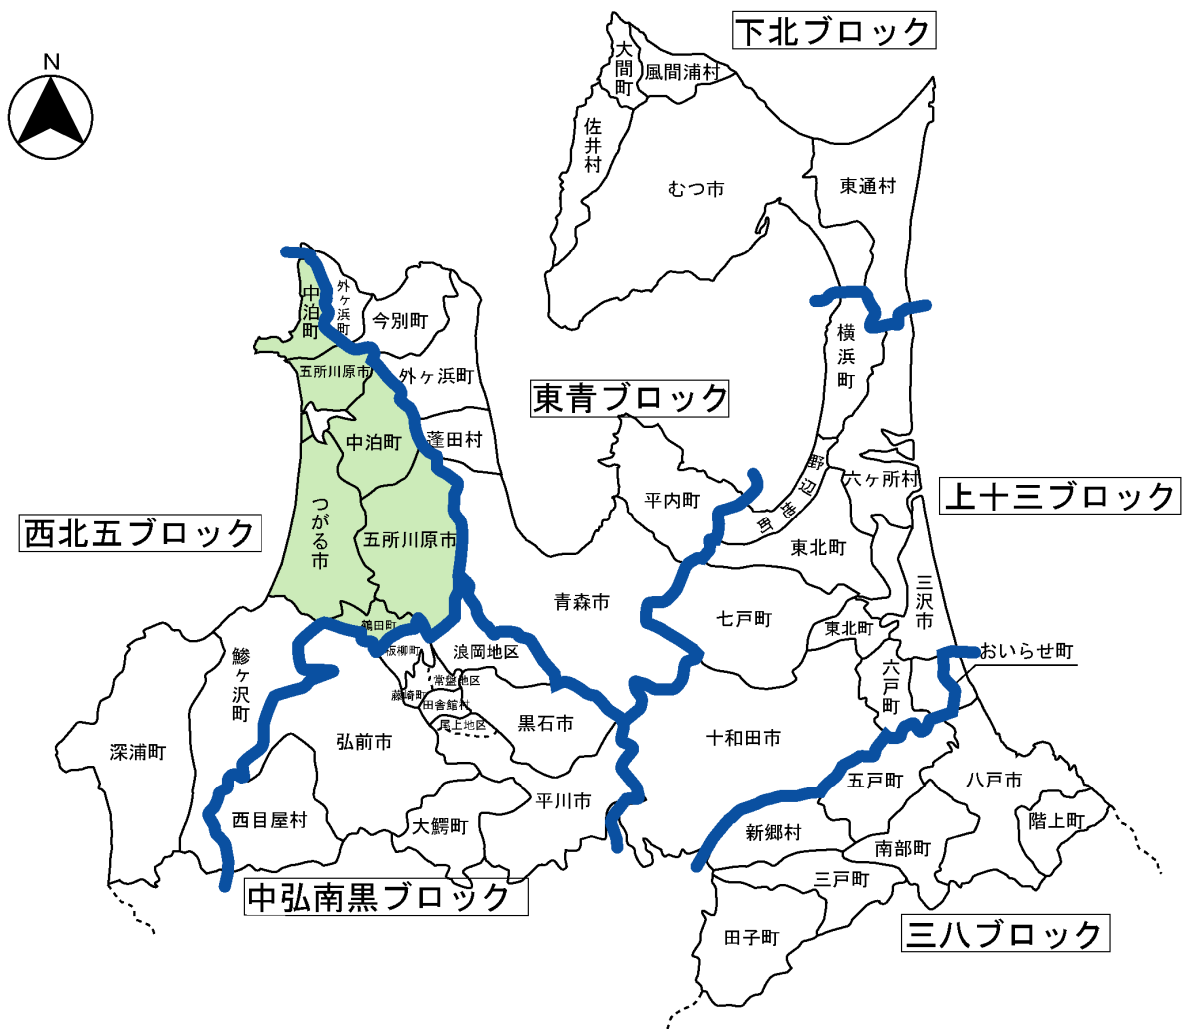 下北ブロック
N
大間町
風間浦村
佐井村
むつ市
東通村
中泊町
外ヶ浜町
今別町
横浜町
五所川原市
外ヶ浜町
東青ブロック
中泊町
蓬田村
野辺地町
六ヶ所村
平内町
上十三ブロック
つがる市
西北五ブロック
五所川原市
東北町
青森市
三沢市
七戸町
鶴田町
東北町
板柳町
浪岡地区
おいらせ町
鰺ヶ沢町
常盤地区
六戸町
藤崎町
田舎館村
尾上地区
黒石市
深浦町
弘前市
十和田市
五戸町
八戸市
平川市
西目屋村
大鰐町
新郷村
階上町
南部町
三戸町
中弘南黒ブロック
田子町
三八ブロック